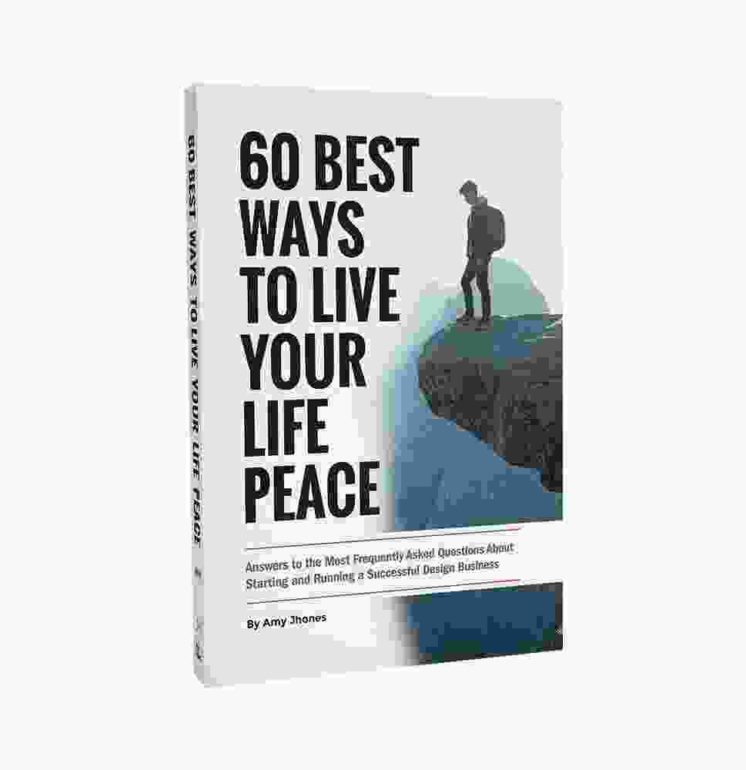 60 BEST WAYS TO LIVE YOUR LIFE PEACE
60 BEST
WAYS
TO LIVE
YOUR
LIFE
PEACE
Answers to the Most Frequently Asked Questions About
Starting and Running a Successful Design Business
By Amy Jhones